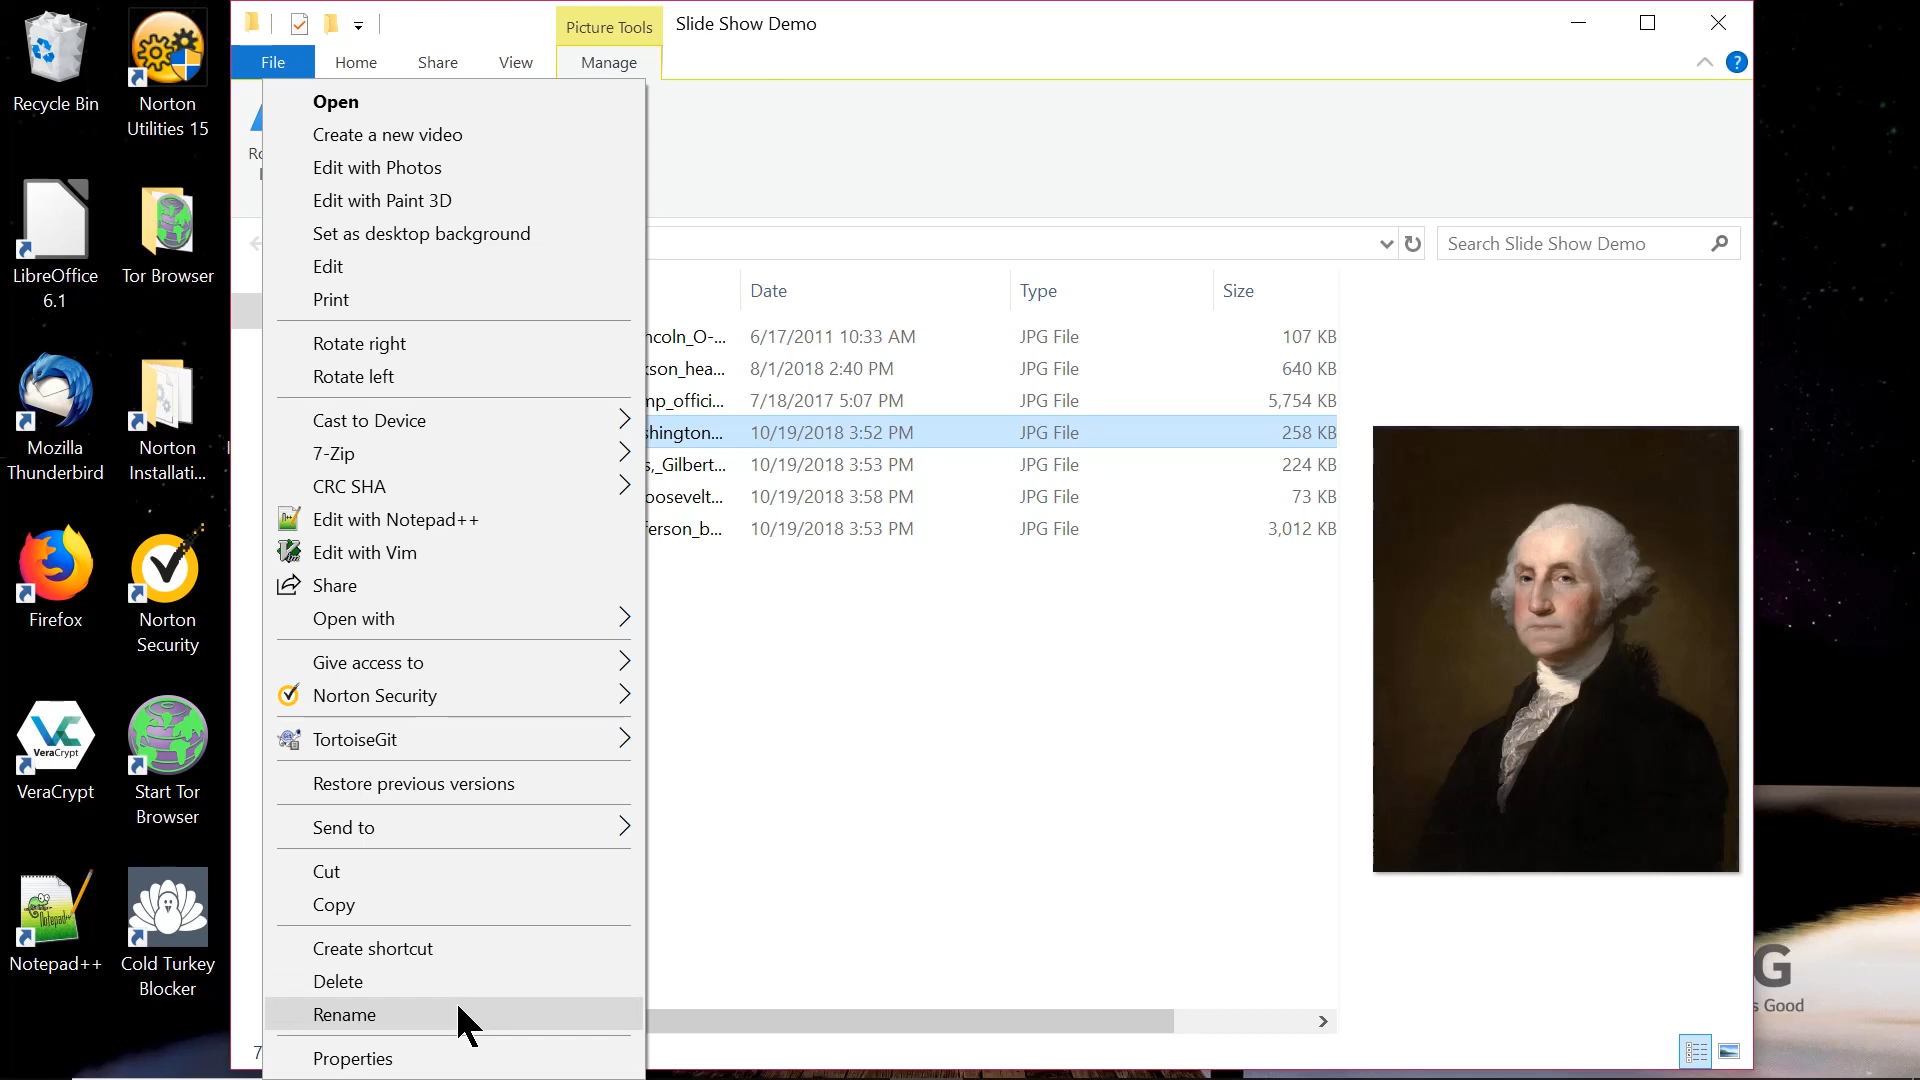 Recycle Bin
Norton
Utilities 15
LibreOffice
6.1
Tor Browser
Mozilla
Thunderbird
Norton
Installati...
Firefox
Norton
Security
VeraCrypt
VeraCrypt
Start Tor
Browser
Notepad++
Cold Turkey
Blocker
Picture Tools
Slide Show Demo
File
Home
Share
View
Manage
?
Open
Create a new video
Edit with Photos
Edit with Paint 3D
Set as desktop background
Edit
Print
Rotate right
Rotate left
Cast to Device
7-Zip
CRC SHA
Edit with Notepad++
Edit with Vim
Share
Open with
Give access to
Norton Security
TortoiseGit
Restore previous versions
Send to
Cut
Copy
Create shortcut
Delete
Rename
Properties
Search Slide Show Demo
Date Type Size
ncoln_O-... 6/17/2011 10:33 AM JPG File 107 KB
kson_hea... 8/1/2018 2:40 PM JPG File 640 KB
mp_offici... 7/18/2017 5:07 PM JPG File 5,754 KB
shington... 10/19/2018 3:52 PM JPG File 258 KB
s,_Gilbert... 10/19/2018 3:53 PM JPG File 224 KB
oosevelt... 10/19/2018 3:58 PM JPG File 73 KB
ferson_b... 10/19/2018 3:53 PM JPG File 3,012 KB
7
G
s Good